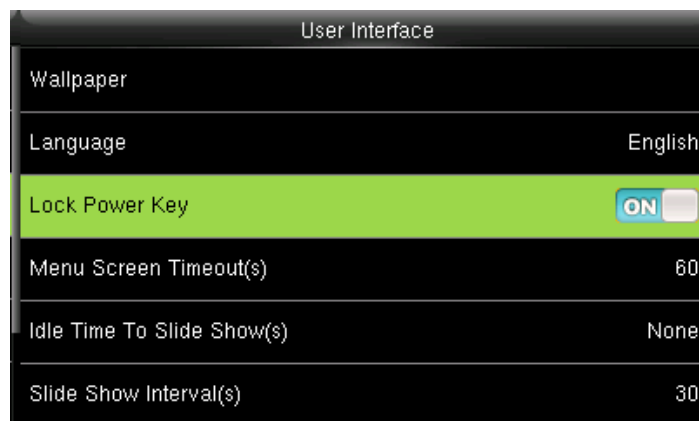 User Interface
Wallpaper
Language English
Lock Power Key ON
Menu Screen Timeout(s) 60
Idle Time To Slide Show(s) None
Slide Show Interval(s) 30